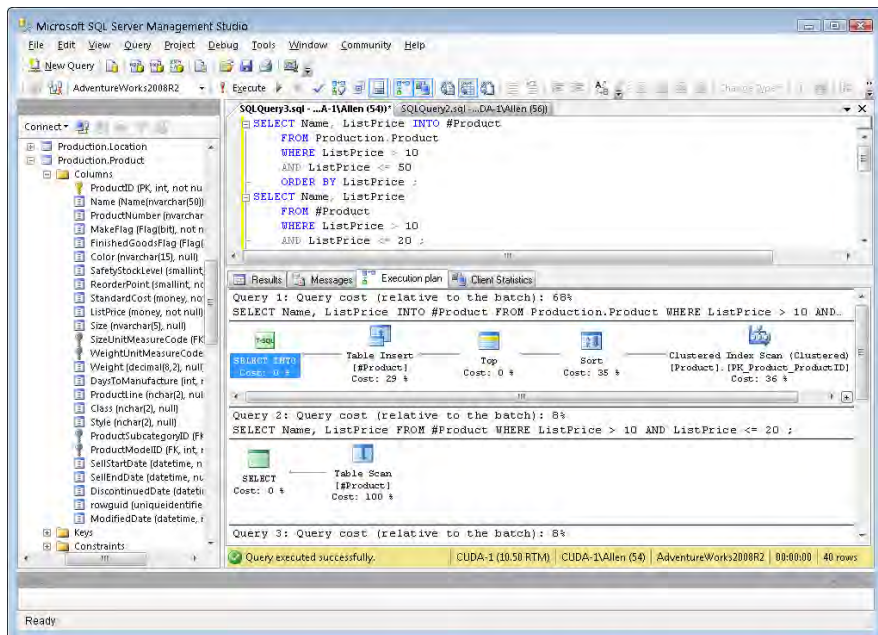 Microsoft SQL Server Management Studio
File Edit View Query Project Debug Tools Window Community Help
New Query
AdventureWorks2008R2 Execute Change Type
SQLQuery3.sql - ...A-1\Allen (54))* SQLQuery2.sql - ...DA-1\Allen (56))
Connect
Production.Location
Production.Product
Columns
ProductID (PK, int, not nu
Name (Name(nvarchar(50))
ProductNumber (nvarchar
MakeFlag (Flag(bit), not n
FinishedGoodsFlag (Flag(
Color (nvarchar(15), null)
SafetyStockLevel (smallint,
ReorderPoint (smallint, no
StandardCost (money, no
ListPrice (money, not null)
Size (nvarchar(5), null)
SizeUnitMeasureCode (FK
WeightUnitMeasureCode
Weight (decimal(8,2), null
DaysToManufacture (int, r
ProductLine (nchar(2), nul
Class (nchar(2), null)
Style (nchar(2), null)
ProductSubcategoryID (Fk
ProductModelID (FK, int, r
SellStartDate (datetime, n
SellEndDate (datetime, nu
DiscontinuedDate (dateti
rowguid (uniqueidentifie
ModifiedDate (datetime, r
Keys
Constraints
SELECT Name, ListPrice INTO #Product
FROM Production.Product
WHERE ListPrice > 10
AND ListPrice <= 50
ORDER BY ListPrice ;
SELECT Name, ListPrice
FROM #Product
WHERE ListPrice > 10
AND ListPrice <= 20 ;
Results Messages Execution plan Client Statistics
Query 1: Query cost (relative to the batch): 68%
SELECT Name, ListPrice INTO #Product FROM Production.Product WHERE ListPrice > 10 AND…
T-SQL
SELECT INTO
Cost: 0 %
Table Insert
[#Product]
Cost: 29 %
Top
Cost: 0 %
Sort
Cost: 35 %
Clustered Index Scan (Clustered)
[Product].[PK_Product_ProductID]
Cost: 36 %
Query 2: Query cost (relative to the batch): 8%
SELECT Name, ListPrice FROM #Product WHERE ListPrice > 10 AND ListPrice <= 20 ;
SELECT
Cost: 0 %
Table Scan
[#Product]
Cost: 100 %
Query 3: Query cost (relative to the batch): 8%
Query executed successfully. CUDA-1 (10.50 RTM) CUDA-1\Allen (54) AdventureWorks2008R2 00:00:00 40 rows
Ready